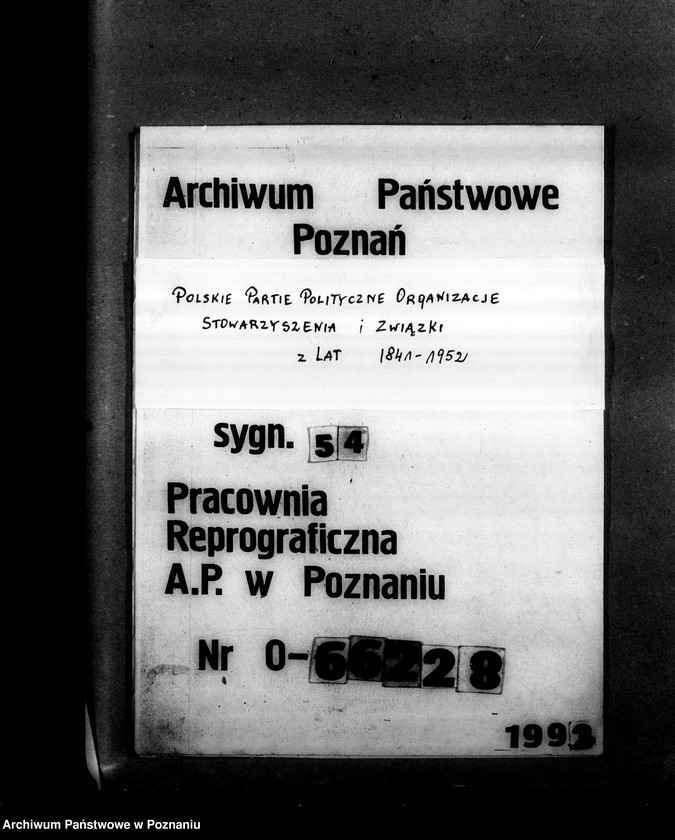 Archiwum Państwowe
Poznań
Polskie Partie Polityczne Organizacje
Stowarzyszenia i Związki
z Lat 1841-1952
sygn. 54
Pracownia
Reprograficzna
A.P. w Poznaniu
Nr 0-66228
1993
Archiwum Państwowe w Poznaniu